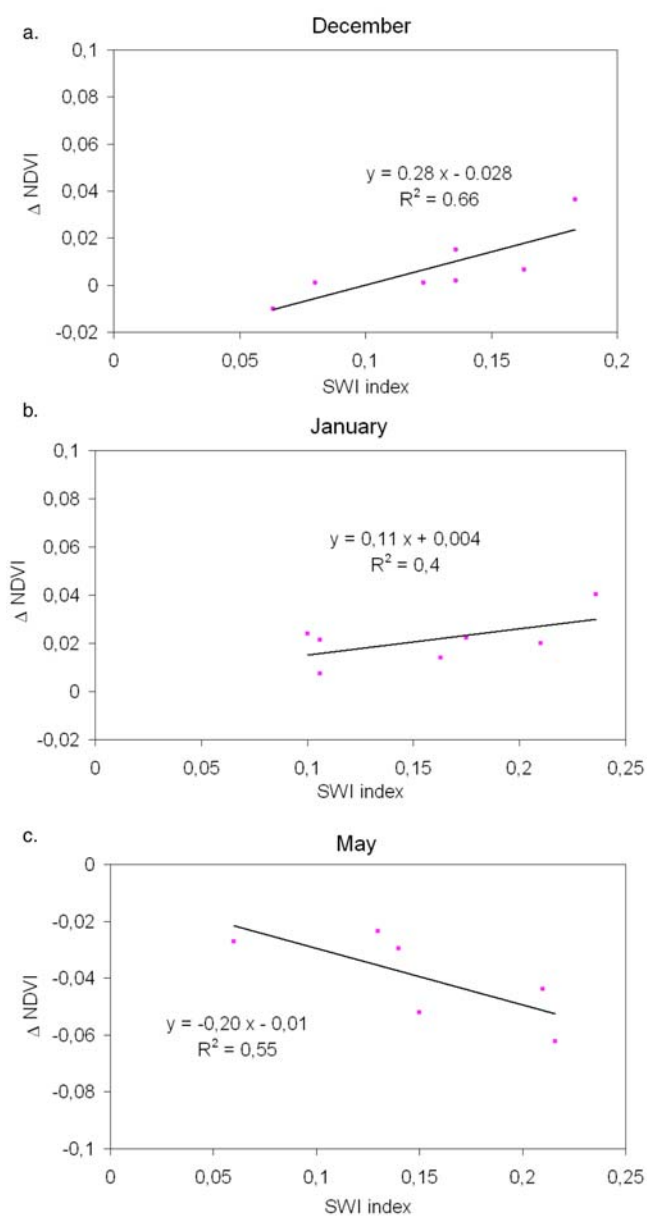 a.
December
0,1
0,08
0,06
0,04
0,02
0
-0,02
Δ NDVI
y = 0.28 x - 0.028
R² = 0.66
0 0,05 0,1 0,15 0,2
SWI index
b.
January
0,1
0,08
0,06
0,04
0,02
0
-0,02
Δ NDVI
y = 0,11 x + 0,004
R² = 0,4
0 0,05 0,1 0,15 0,2 0,25
SWI index
c.
May
0
-0,02
-0,04
-0,06
-0,08
-0,1
Δ NDVI
y = -0,20 x - 0,01
R² = 0,55
0 0,05 0,1 0,15 0,2 0,25
SWI index